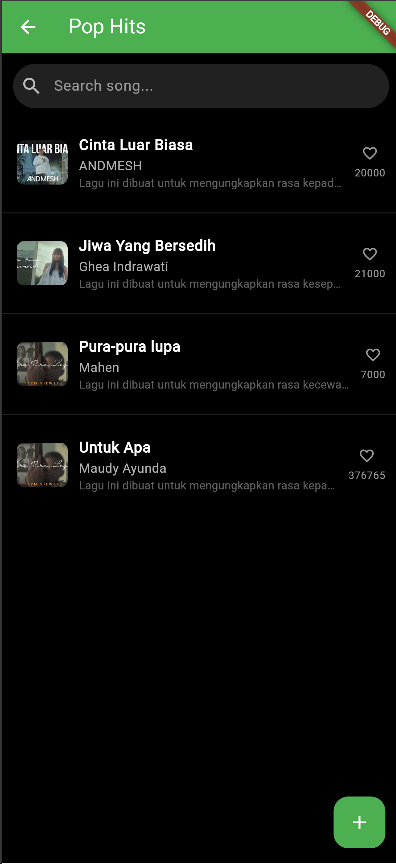 Pop Hits
DEBUG
Search song...
ITA LUAR BIA
ANDMESH
Cinta Luar Biasa
ANDMESH
Lagu ini dibuat untuk mengungkapkan rasa kepad...
20000
Jiwa Yang Bersedih
Ghea Indrawati
Lagu ini dibuat untuk mengungkapkan rasa kesep...
21000
Pura-pura lupa
Mahen
Lagu ini dibuat untuk mengungkapkan rasa kecewa...
7000
Untuk Apa
Maudy Ayunda
Lagu ini dibuat untuk mengungkapkan rasa kepa...
376765